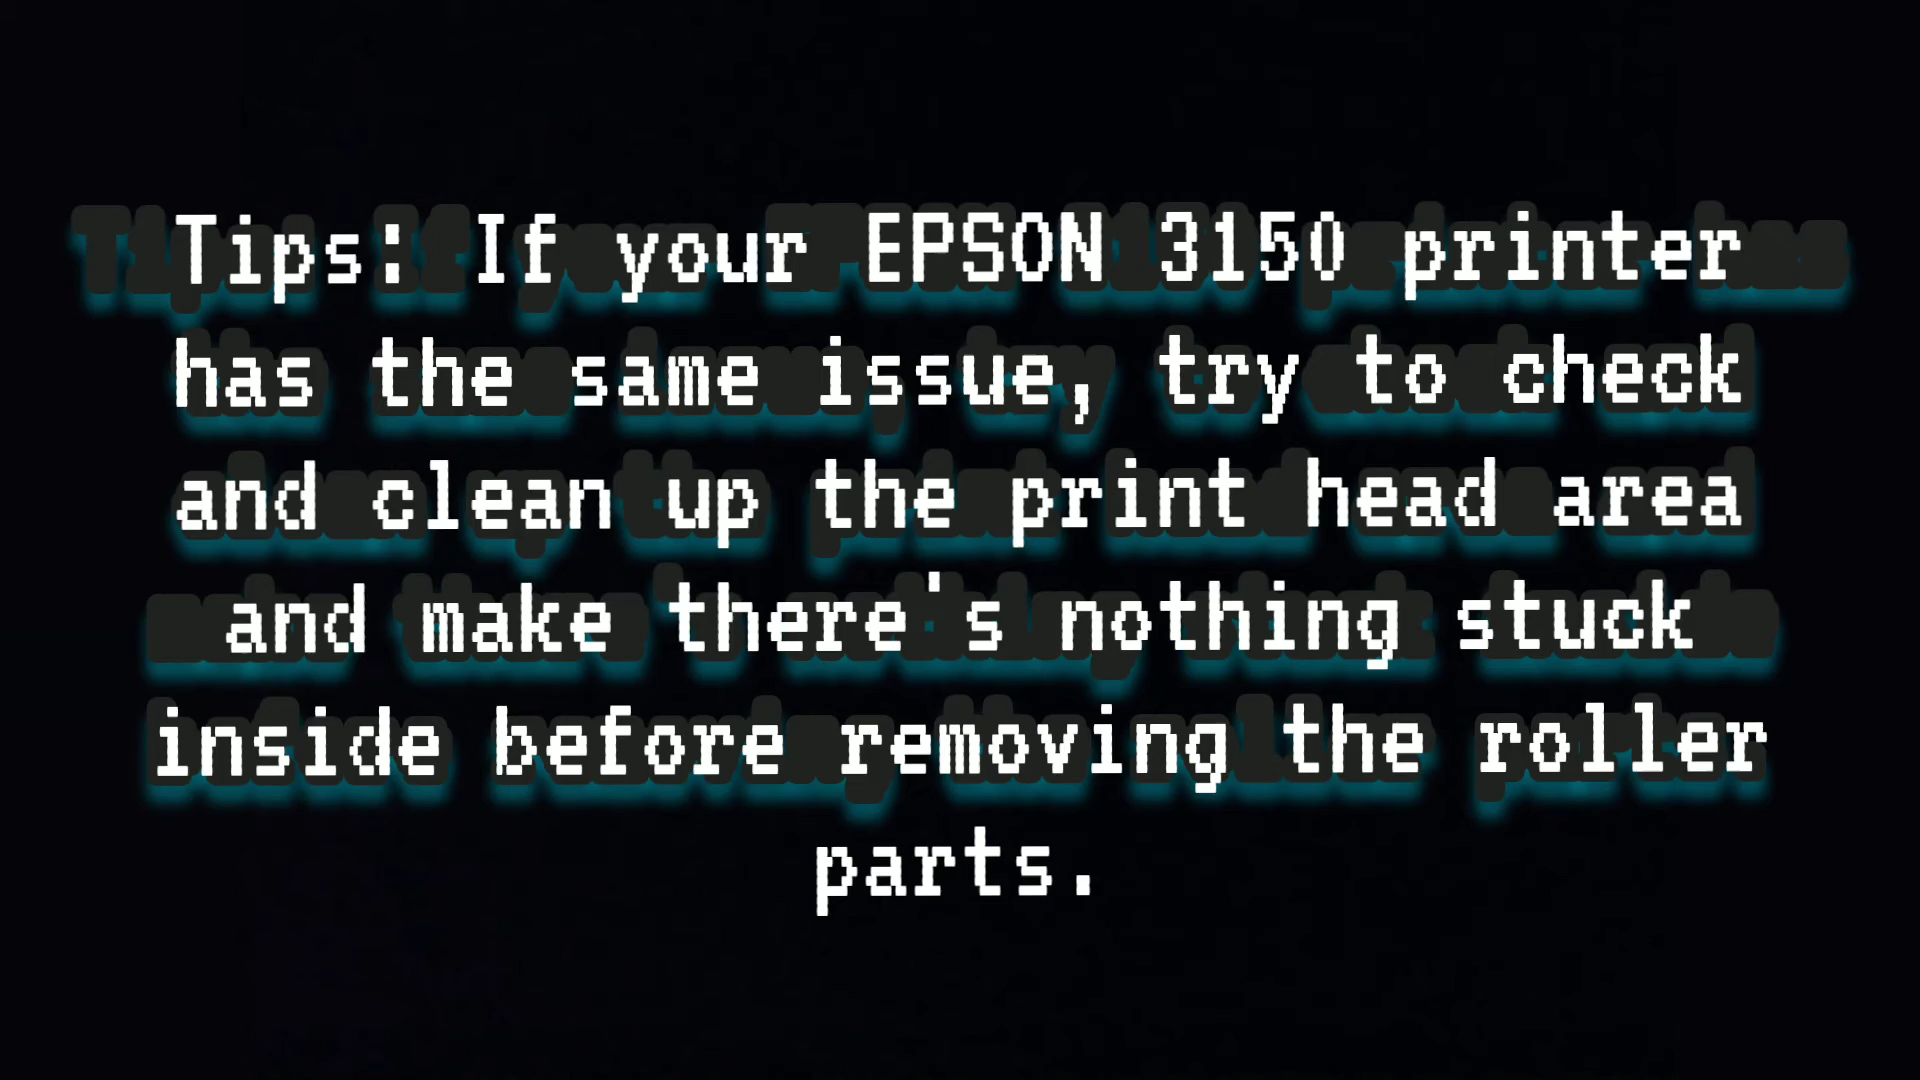 Tips: If your EPSON 3150 printer
has the same issue, try to check
and clean up the print head area
and make there's nothing stuck
inside before removing the roller
parts.